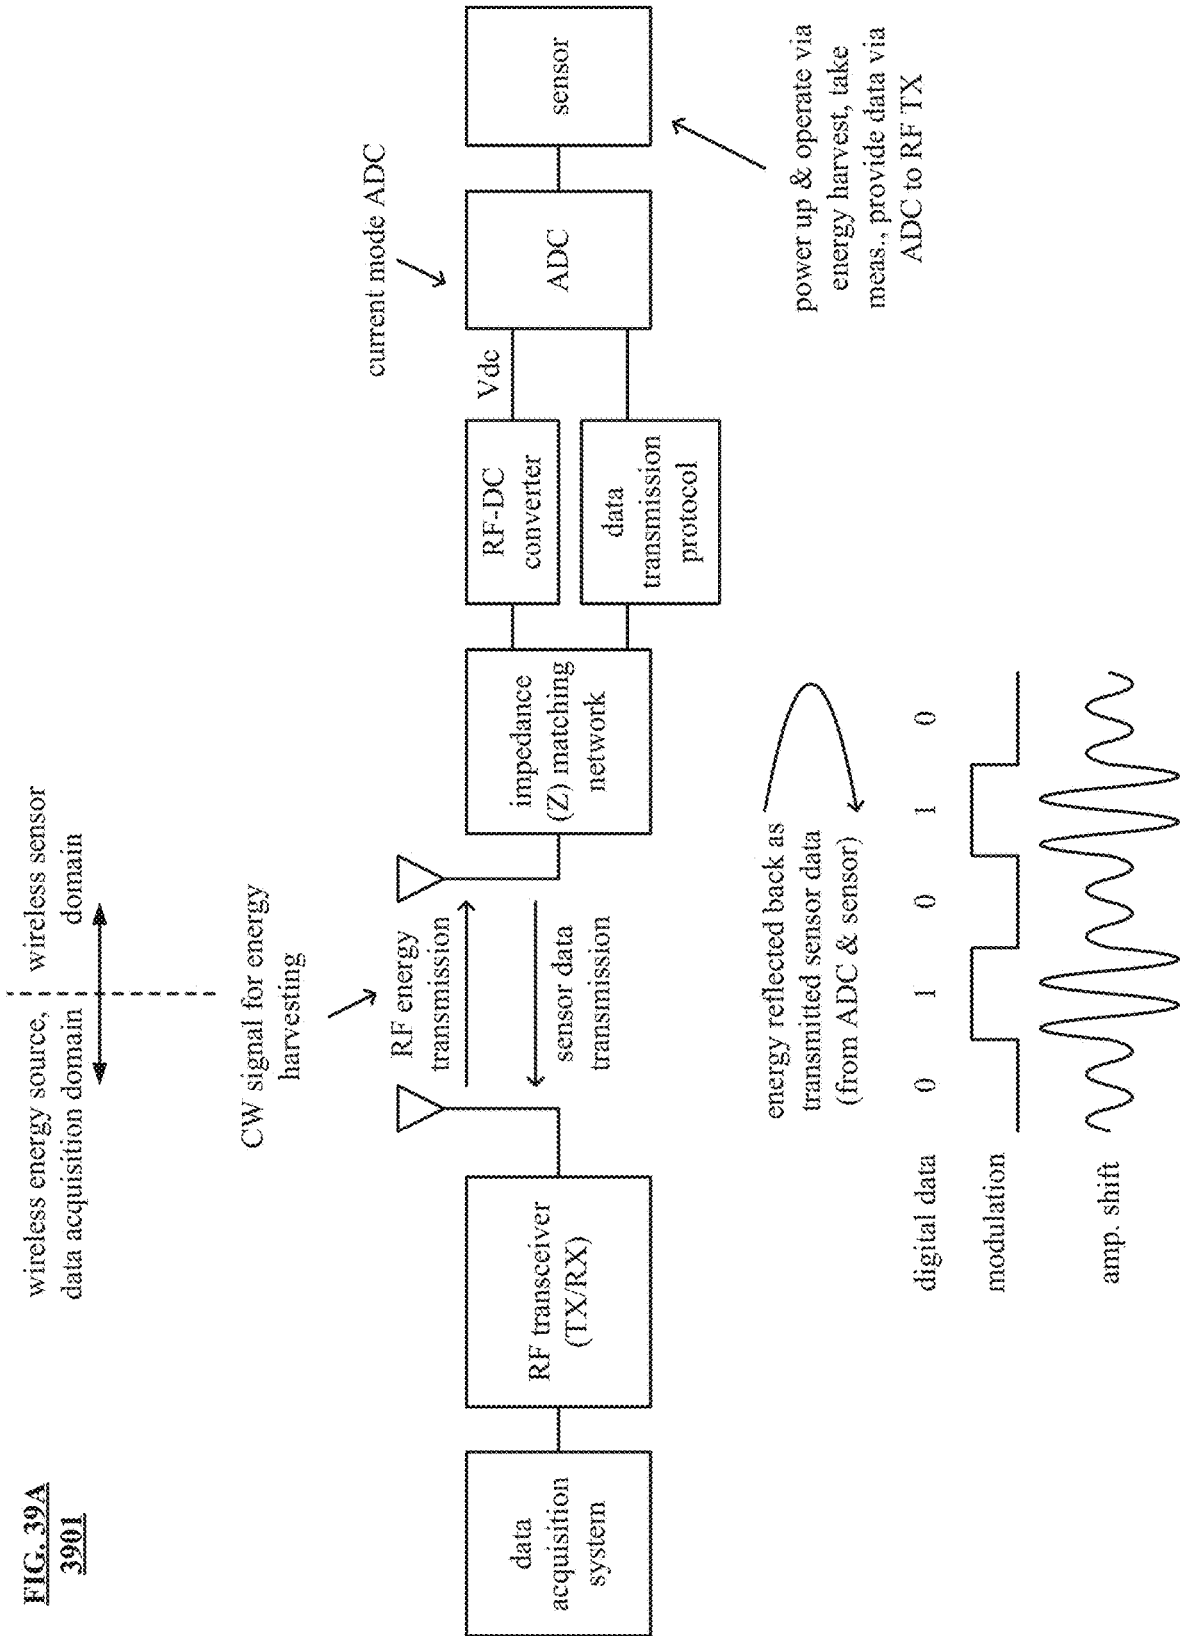 FIG. 39A
3901
wireless energy source,
data acquisition domain
wireless sensor
domain
CW signal for energy
harvesting
RF energy
transmission
sensor data
transmission
current mode ADC
data
acquisition
system
RF transceiver
(TX/RX)
impedance
(Z) matching
network
RF-DC
converter
Vdc
data
transmission
protocol
ADC
sensor
power up & operate via
energy harvest, take
meas., provide data via
ADC to RF TX
energy reflected back as
transmitted sensor data
(from ADC & sensor)
digital data 0 1 0 1 0
modulation
amp. shift